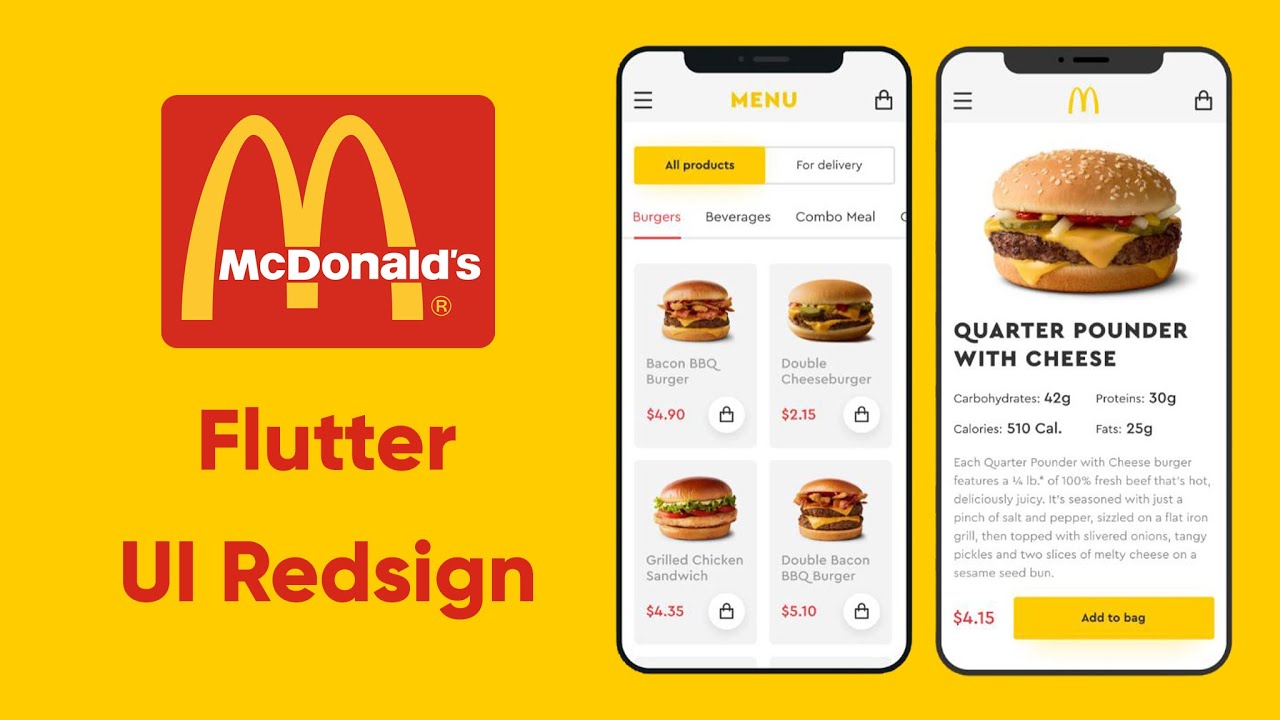 McDonald's
®
Flutter
UI Redsign
MENU
All products
For delivery
Burgers
Beverages
Combo Meal
Bacon BBQ
Burger
$4.90
Double
Cheeseburger
$2.15
Grilled Chicken
Sandwich
$4.35
Double Bacon
BBQ Burger
$5.10
QUARTER POUNDER
WITH CHEESE
Carbohydrates: 42g
Proteins: 30g
Calories: 510 Cal.
Fats: 25g
Each Quarter Pounder with Cheese burger
features a ¼ lb.* of 100% fresh beef that's hot,
deliciously juicy. It's seasoned with just a
pinch of salt and pepper, sizzled on a flat iron
grill, then topped with slivered onions, tangy
pickles and two slices of melty cheese on a
sesame seed bun.
$4.15
Add to bag